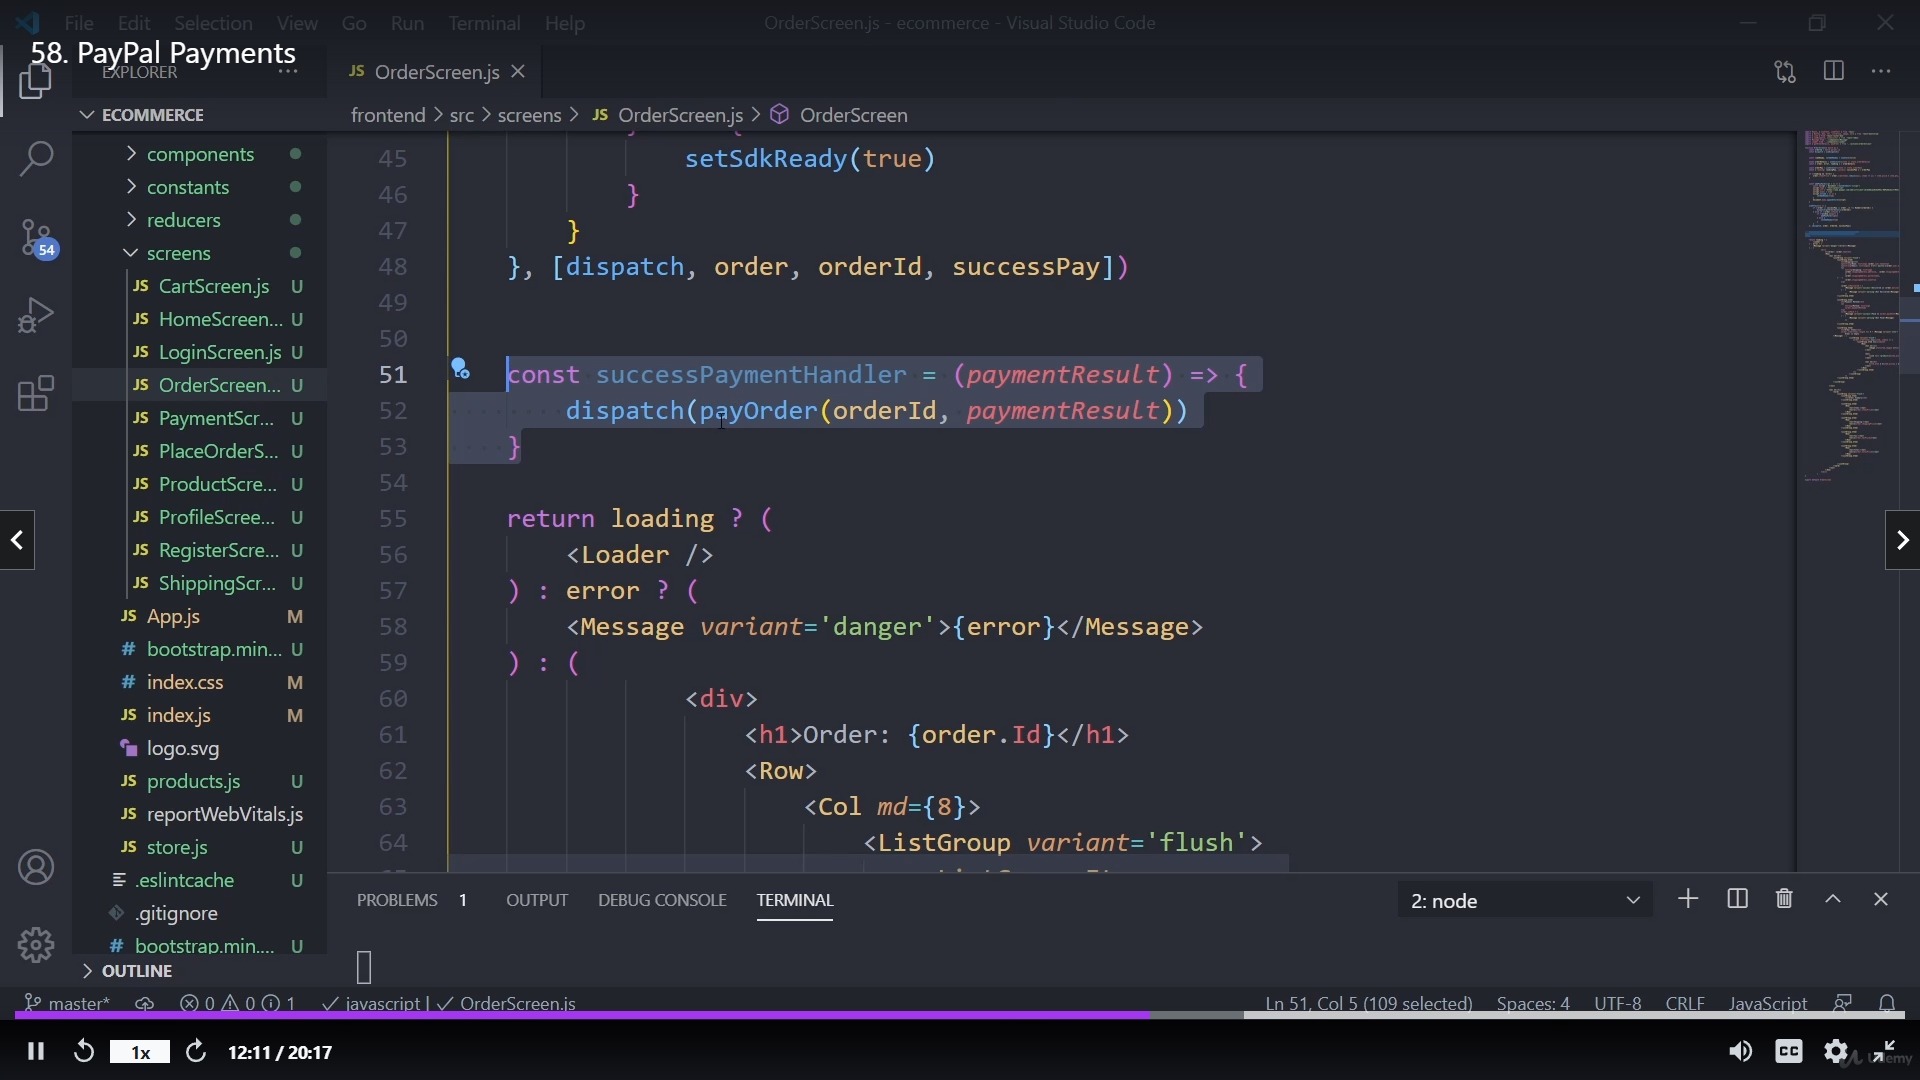 File Edit Selection View Go Run Terminal Help
OrderScreen.js - ecommerce - Visual Studio Code
58. PayPal Payments
EXPLORER
JS OrderScreen.js
ECOMMERCE
frontend > src > screens > JS OrderScreen.js > OrderScreen
components
constants
reducers
screens
JS CartScreen.js U
JS HomeScreen... U
JS LoginScreen.js U
JS OrderScreen... U
JS PaymentScr... U
JS PlaceOrderS... U
JS ProductScre... U
JS ProfileScree... U
JS RegisterScre... U
JS ShippingScr... U
JS App.js M
# bootstrap.min... U
# index.css M
JS index.js M
logo.svg
JS products.js U
JS reportWebVitals.js
JS store.js U
.eslintcache U
.gitignore
# bootstrap.min.... U
OUTLINE
54
45 setSdkReady(true)
46 }
47 }
48 }, [dispatch, order, orderId, successPay])
49
50
51 const successPaymentHandler = (paymentResult) => {
52 dispatch(payOrder(orderId, paymentResult))
53 }
54
55 return loading ? (
56 <Loader />
57 ) : error ? (
58 <Message variant='danger'>{error}</Message>
59 ) : (
60 <div>
61 <h1>Order: {order.Id}</h1>
62 <Row>
63 <Col md={8}>
64 <ListGroup variant='flush'>
PROBLEMS 1 OUTPUT DEBUG CONSOLE TERMINAL
2: node
master* 0 0 1 javascript | OrderScreen.js
Ln 51, Col 5 (109 selected) Spaces: 4 UTF-8 CRLF JavaScript
1x 12:11 / 20:17
CC
Udemy